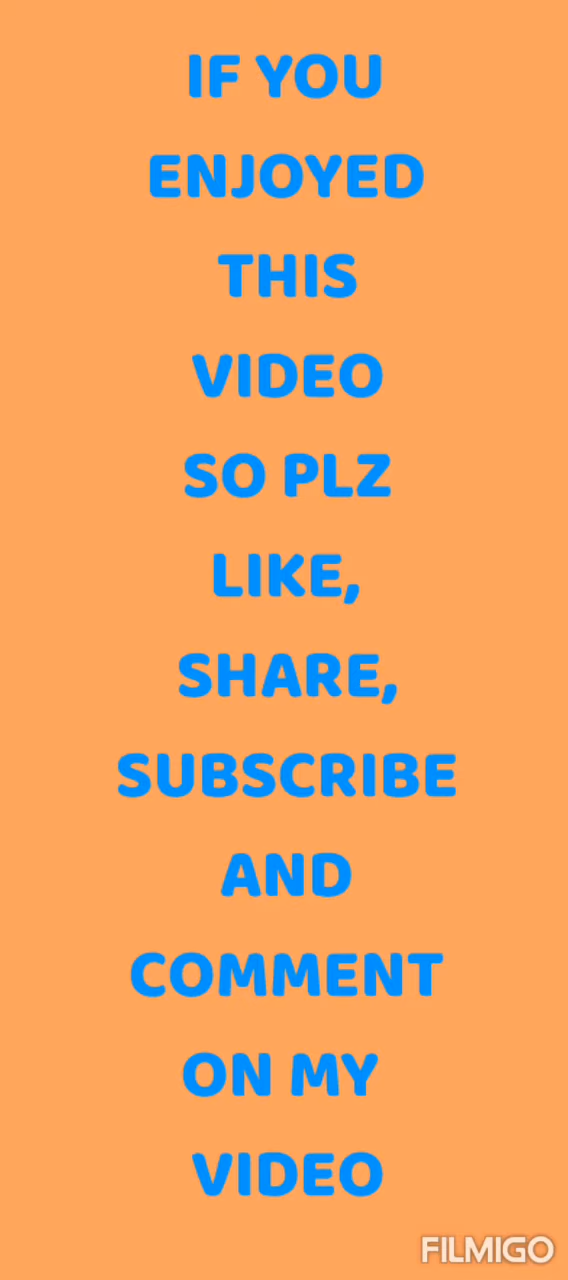 IF YOU
ENJOYED
THIS
VIDEO
SO PLZ
LIKE,
SHARE,
SUBSCRIBE
AND
COMMENT
ON MY
VIDEO
FILMIGO